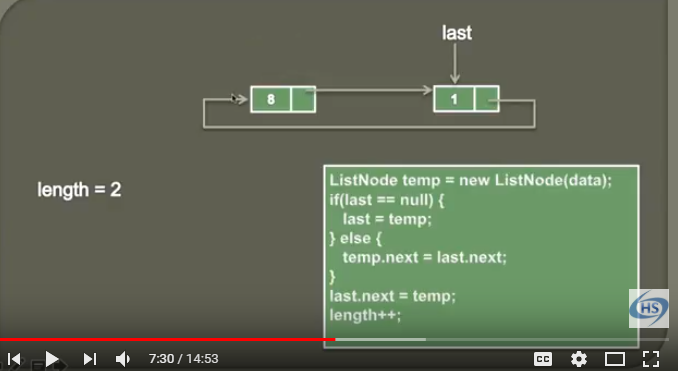 last
8
1
length = 2
ListNode temp = new ListNode(data);
if(last == null) {
last = temp;
} else {
temp.next = last.next;
}
last.next = temp;
length++;
HS
7:30 / 14:53
CC